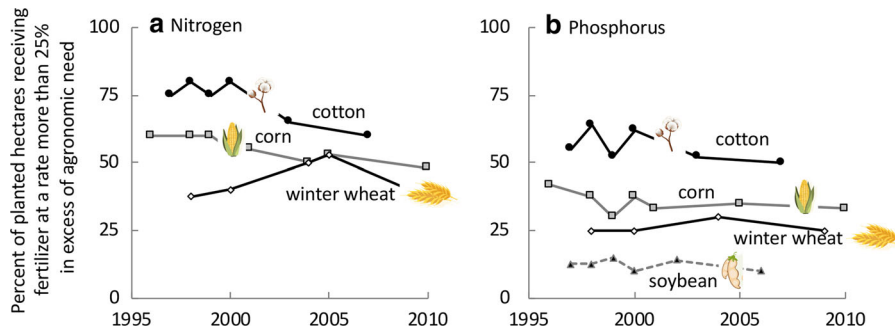 Percent of planted hectares receiving
fertilizer at a rate more than 25%
in excess of agronomic need
a Nitrogen
100
75
50
25
0
1995 2000 2005 2010
cotton
corn
winter wheat
b Phosphorus
100
75
50
25
0
1995 2000 2005 2010
cotton
corn
winter wheat
soybean